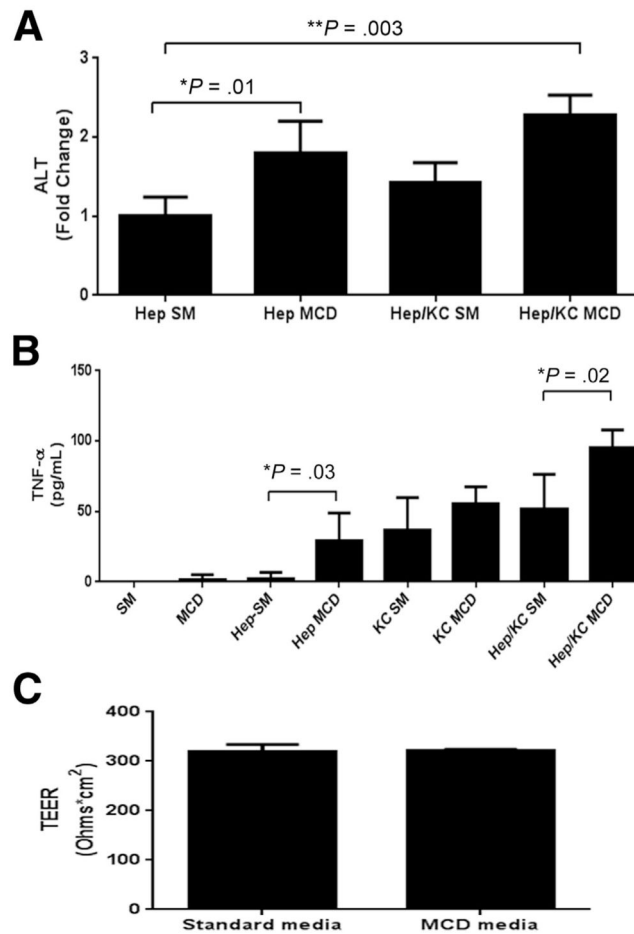 A
**P = .003
*P = .01
ALT
(Fold Change)
3
2
1
0
Hep SM
Hep MCD
Hep/KC SM
Hep/KC MCD
B
*P = .02
*P = .03
TNF-α
(pg/mL)
150
100
50
0
SM
MCD
Hep-SM
Hep MCD
KC SM
KC MCD
Hep/KC SM
Hep/KC MCD
C
TEER
(Ohms*cm²)
400
300
200
100
0
Standard media
MCD media